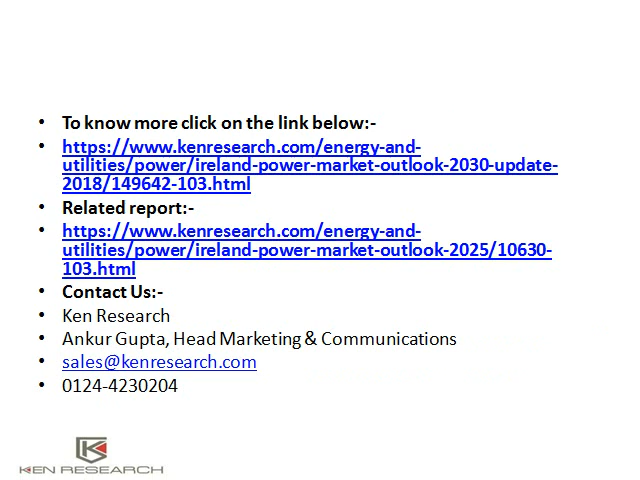 • To know more click on the link below:-
• https://www.kenresearch.com/energy-and-
utilities/power/ireland-power-market-outlook-2030-update-
2018/149642-103.html
• Related report:-
• https://www.kenresearch.com/energy-and-
utilities/power/ireland-power-market-outlook-2025/10630-
103.html
• Contact Us:-
• Ken Research
• Ankur Gupta, Head Marketing & Communications
• sales@kenresearch.com
• 0124-4230204
KEN RESEARCH